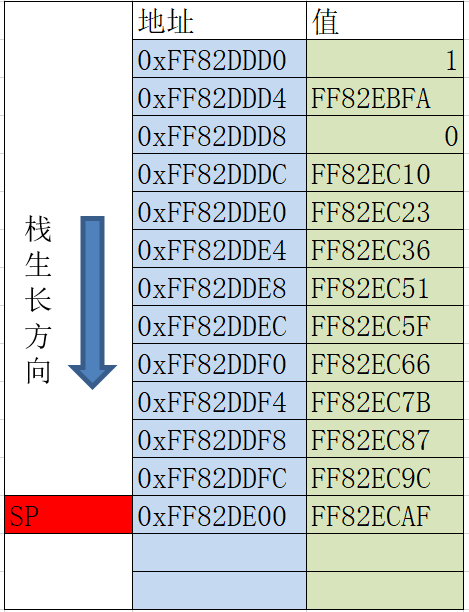 地址 值
0xFF82DDD0 1
0xFF82DDD4 FF82EBFA
0xFF82DDD8 0
0xFF82DDDC FF82EC10
0xFF82DDE0 FF82EC23
0xFF82DDE4 FF82EC36
0xFF82DDE8 FF82EC51
0xFF82DDEC FF82EC5F
0xFF82DDF0 FF82EC66
0xFF82DDF4 FF82EC7B
0xFF82DDF8 FF82EC87
0xFF82DDFC FF82EC9C
栈生长方向
SP 0xFF82DE00 FF82ECAF